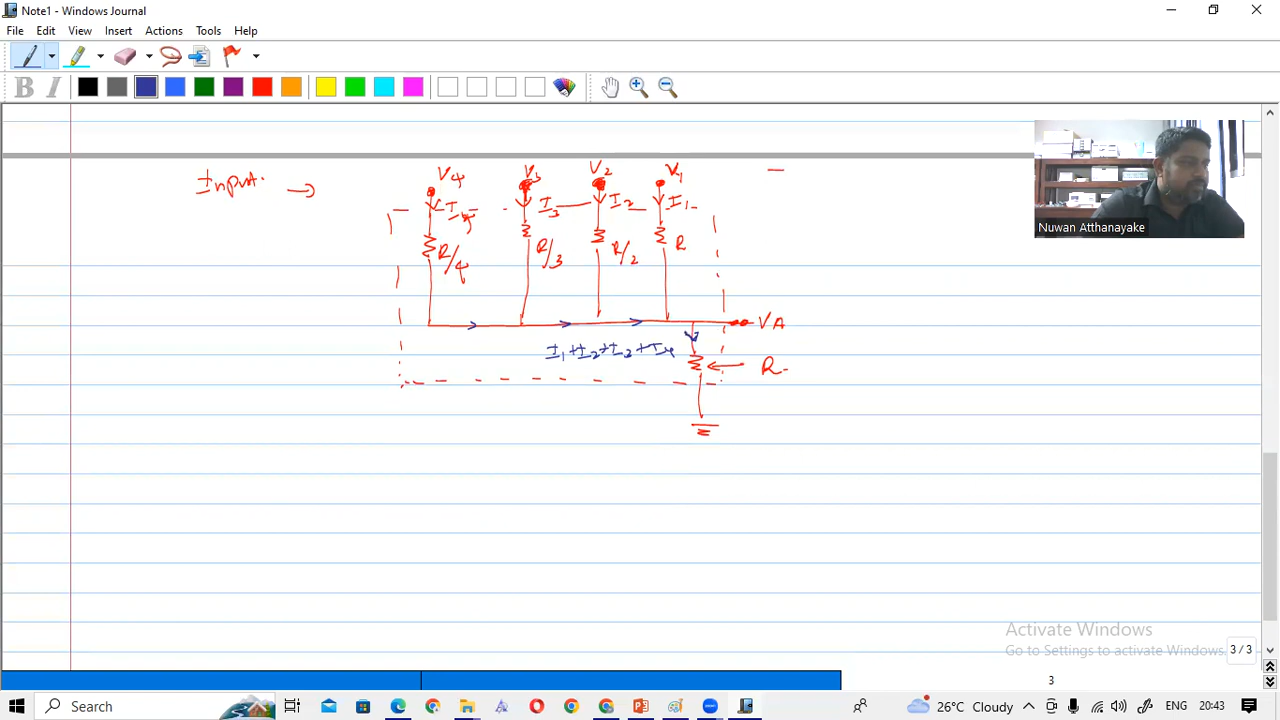 Note1 - Windows Journal
File Edit View Insert Actions Tools Help
B I
Nuwan Atthanayake
Input. →
V4 V3 V2 V1
I4 I3 I2 I1
R/4 R/3 R/2 R
VA
I1+I2+I3+I4
R
Activate Windows
Go to Settings to activate Windows.
3 / 3
3
Search
26°C Cloudy
20:43